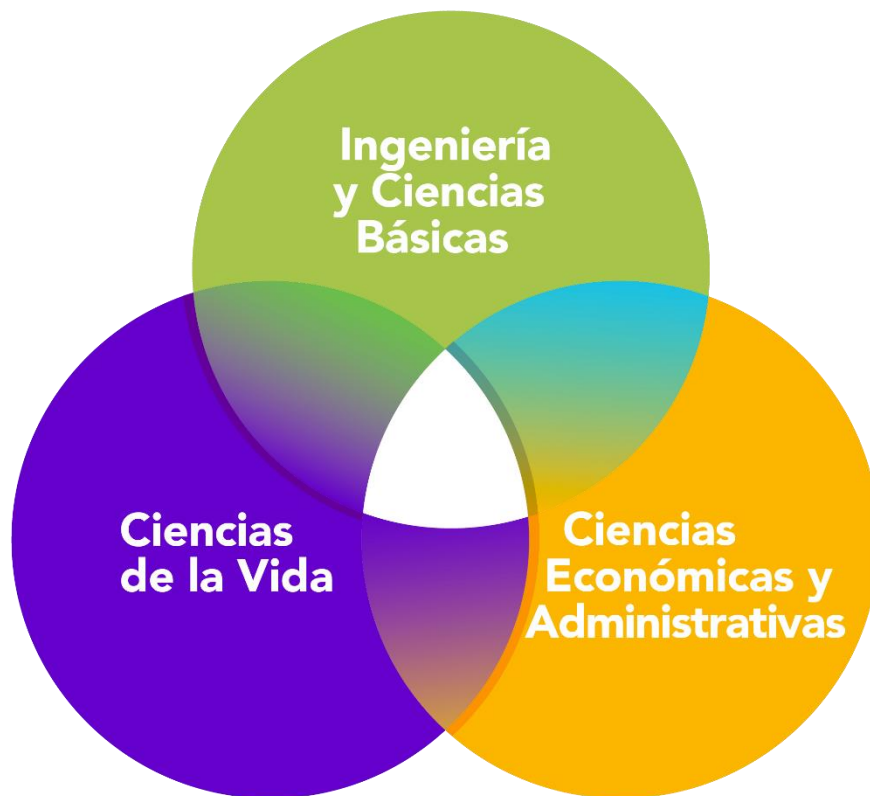 Ingeniería
y Ciencias
Básicas
Ciencias
de la Vida
Ciencias
Económicas y
Administrativas